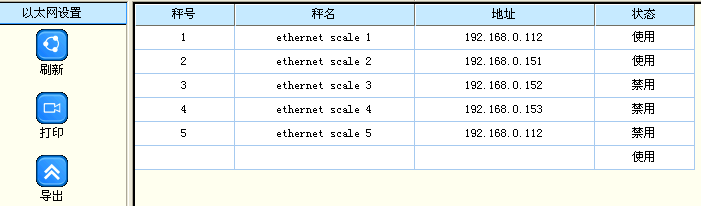 以太网设置
刷新
打印
导出
秤号 秤名 地址 状态
1 ethernet scale 1 192.168.0.112 使用
2 ethernet scale 2 192.168.0.151 使用
3 ethernet scale 3 192.168.0.152 禁用
4 ethernet scale 4 192.168.0.153 禁用
5 ethernet scale 5 192.168.0.112 禁用
使用